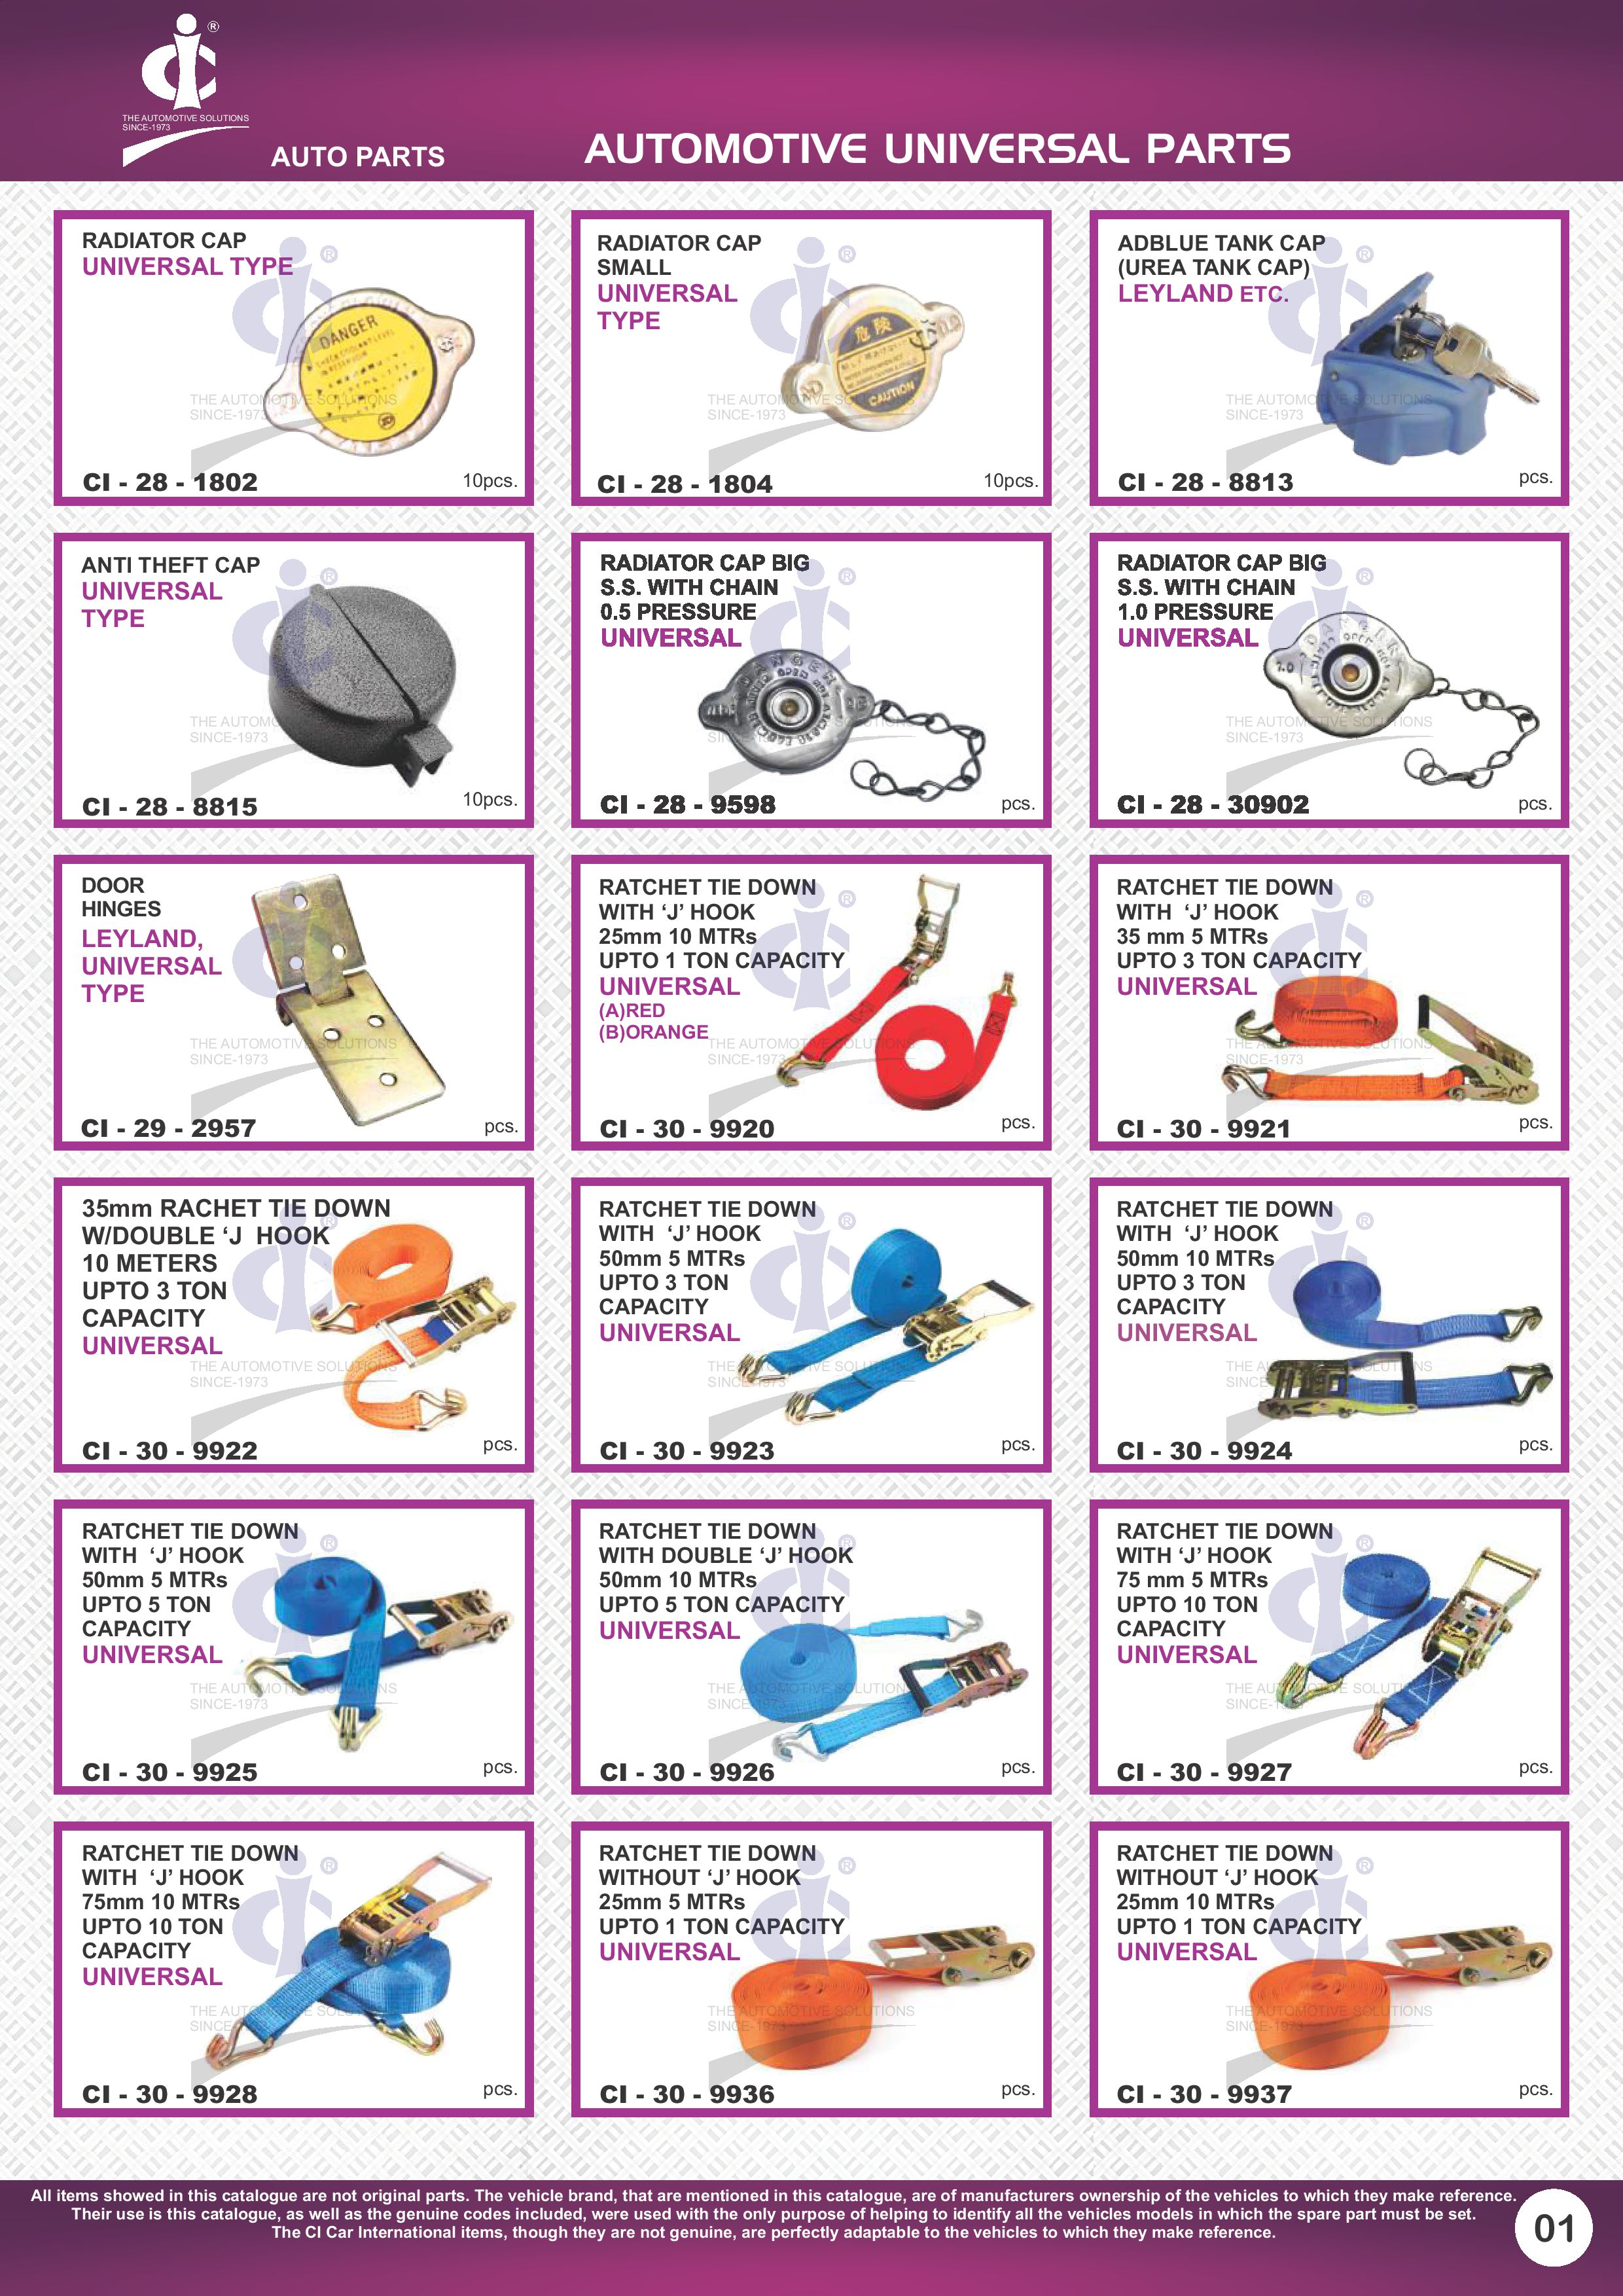 ®
THE AUTOMOTIVE SOLUTIONS
SINCE-1973
AUTO PARTS
AUTOMOTIVE UNIVERSAL PARTS
RADIATOR CAP
UNIVERSAL TYPE
DANGER
CI - 28 - 1802
10pcs.
RADIATOR CAP
SMALL
UNIVERSAL
TYPE
危険
CAUTION
CI - 28 - 1804
10pcs.
ADBLUE TANK CAP
(UREA TANK CAP)
LEYLAND ETC.
CI - 28 - 8813
pcs.
ANTI THEFT CAP
UNIVERSAL
TYPE
CI - 28 - 8815
10pcs.
RADIATOR CAP BIG
S.S. WITH CHAIN
0.5 PRESSURE
UNIVERSAL
CI - 28 - 9598
pcs.
RADIATOR CAP BIG
S.S. WITH CHAIN
1.0 PRESSURE
UNIVERSAL
CI - 28 - 30902
pcs.
DOOR
HINGES
LEYLAND,
UNIVERSAL
TYPE
CI - 29 - 2957
pcs.
RATCHET TIE DOWN
WITH ‘J’ HOOK
25mm 10 MTRs
UPTO 1 TON CAPACITY
UNIVERSAL
(A)RED
(B)ORANGE
CI - 30 - 9920
pcs.
RATCHET TIE DOWN
WITH ‘J’ HOOK
35 mm 5 MTRs
UPTO 3 TON CAPACITY
UNIVERSAL
CI - 30 - 9921
pcs.
35mm RACHET TIE DOWN
W/DOUBLE ‘J HOOK
10 METERS
UPTO 3 TON
CAPACITY
UNIVERSAL
CI - 30 - 9922
pcs.
RATCHET TIE DOWN
WITH ‘J’ HOOK
50mm 5 MTRs
UPTO 3 TON
CAPACITY
UNIVERSAL
CI - 30 - 9923
pcs.
RATCHET TIE DOWN
WITH ‘J’ HOOK
50mm 10 MTRs
UPTO 3 TON
CAPACITY
UNIVERSAL
CI - 30 - 9924
pcs.
RATCHET TIE DOWN
WITH ‘J’ HOOK
50mm 5 MTRs
UPTO 5 TON
CAPACITY
UNIVERSAL
CI - 30 - 9925
pcs.
RATCHET TIE DOWN
WITH DOUBLE ‘J’ HOOK
50mm 10 MTRs
UPTO 5 TON CAPACITY
UNIVERSAL
CI - 30 - 9926
pcs.
RATCHET TIE DOWN
WITH ‘J’ HOOK
75 mm 5 MTRs
UPTO 10 TON
CAPACITY
UNIVERSAL
CI - 30 - 9927
pcs.
RATCHET TIE DOWN
WITH ‘J’ HOOK
75mm 10 MTRs
UPTO 10 TON
CAPACITY
UNIVERSAL
CI - 30 - 9928
pcs.
RATCHET TIE DOWN
WITHOUT ‘J’ HOOK
25mm 5 MTRs
UPTO 1 TON CAPACITY
UNIVERSAL
CI - 30 - 9936
pcs.
RATCHET TIE DOWN
WITHOUT ‘J’ HOOK
25mm 10 MTRs
UPTO 1 TON CAPACITY
UNIVERSAL
CI - 30 - 9937
pcs.
All items showed in this catalogue are not original parts. The vehicle brand, that are mentioned in this catalogue, are of manufacturers ownership of the vehicles to which they make reference.
Their use is this catalogue, as well as the genuine codes included, were used with the only purpose of helping to identify all the vehicles models in which the spare part must be set.
The CI Car International items, though they are not genuine, are perfectly adaptable to the vehicles to which they make reference.
01